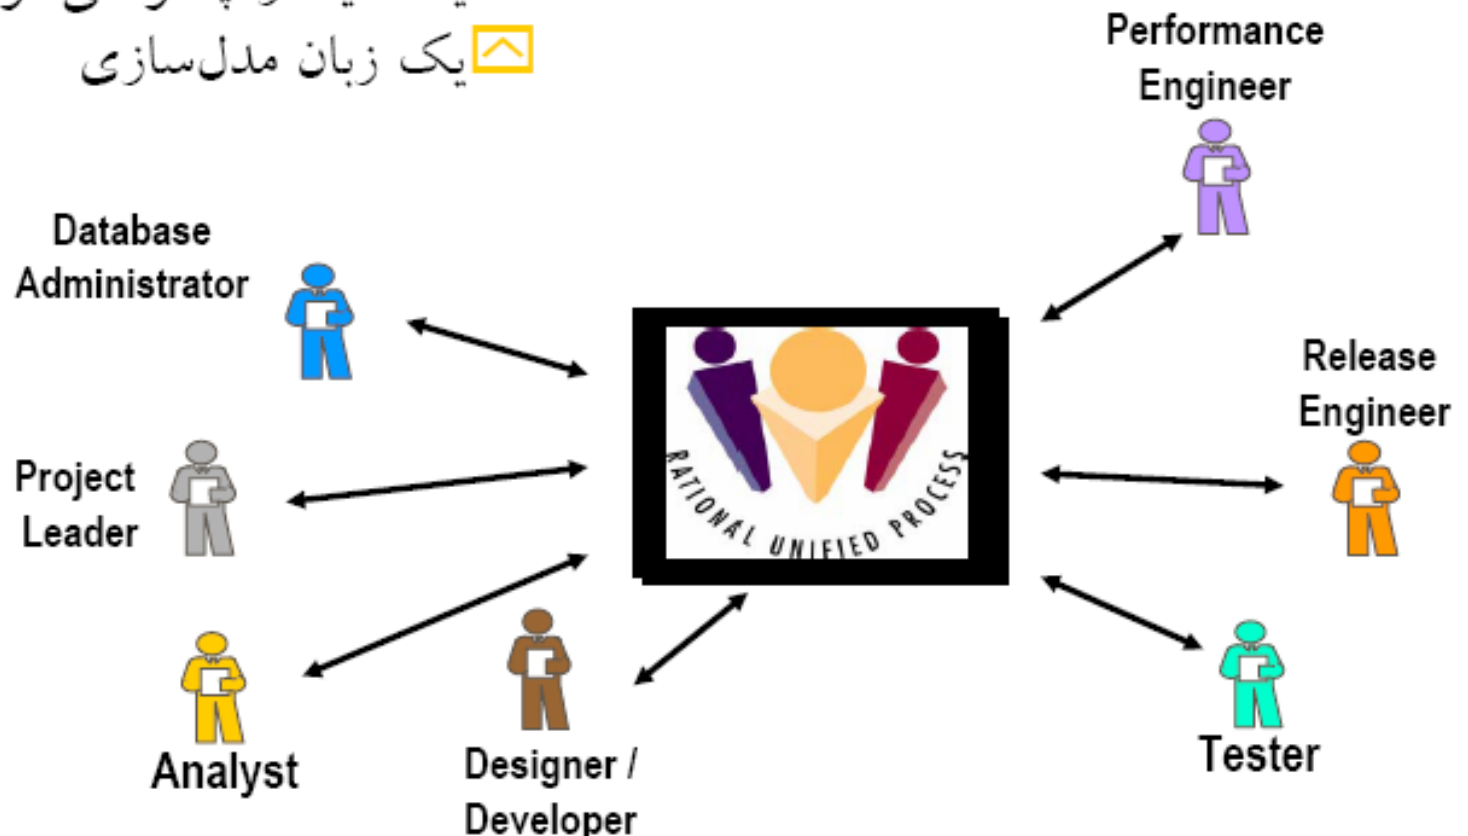 یک زبان مدل‌سازی
Performance
Engineer
Database
Administrator
Release
Engineer
Project
Leader
RATIONAL UNIFIED PROCESS
Analyst
Designer /
Developer
Tester